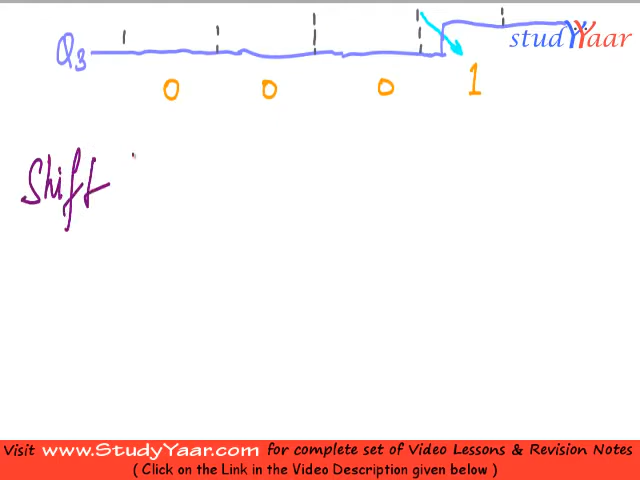 studYaar
Q3
0 0 0 1
Shift
Visit www.StudyYaar.com for complete set of Video Lessons & Revision Notes
( Click on the Link in the Video Description given below )